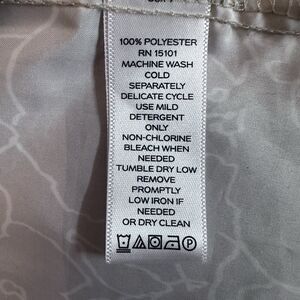 100% POLYESTER
RN 15101
MACHINE WASH
COLD
SEPARATELY
DELICATE CYCLE
USE MILD
DETERGENT
ONLY
NON-CHLORINE
BLEACH WHEN
NEEDED
TUMBLE DRY LOW
REMOVE
PROMPTLY
LOW IRON IF
NEEDED
OR DRY CLEAN